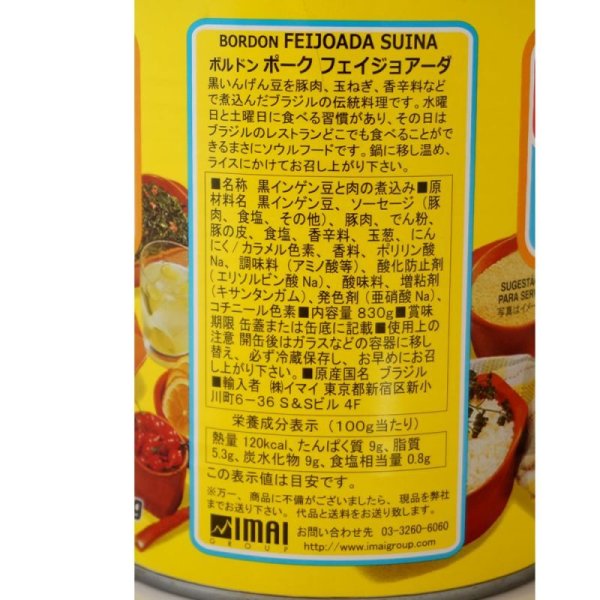 BORDON FEIJOADA SUINA
ボルドン ポーク フェイジョアーダ
黒いんげん豆を豚肉、玉ねぎ、香辛料など
で煮込んだブラジルの伝統料理です。水曜
日と土曜日に食べる習慣があり、その日は
ブラジルのレストランどこでも食べることがで
きるまさにソウルフードです。鍋に移し温め、
ライスにかけてお召し上がり下さい。
■名称 黒インゲン豆と肉の煮込み■原
材料名 黒インゲン豆、ソーセージ(豚
肉、食塩、その他)、豚肉、でん粉、
豚の皮、食塩、香辛料、玉葱、にん
にく/カラメル色素、香料、ポリリン酸
Na、調味料(アミノ酸等)、酸化防止剤
(エリソルビン酸Na)、酸味料、増粘剤
(キサンタンガム)、発色剤(亜硝酸Na)、
コチニール色素■内容量 830g■賞味
期限 缶蓋または缶底に記載■使用上の
注意 開缶後はガラスなどの容器に移し
替え、必ず冷蔵保存し、お早めにお召
し上がり下さい。■原産国名 ブラジル
■輸入者 ㈱イマイ 東京都新宿区新小
川町6-36 S&Sビル 4F
栄養成分表示(100g当たり)
熱量 120kcal、たんぱく質 9g、脂質
5.3g、炭水化物 9g、食塩相当量 0.8g
この表示値は目安です。
※万一、商品に不備がございましたら、現品を弊社
までお送り下さい。代品と送料をお送り致します。
IMAI
GROUP
お問い合わせ先 03-3260-6060
http://www.imaigroup.com
SUGESTÃ
PARA SER
写真はイメ
g